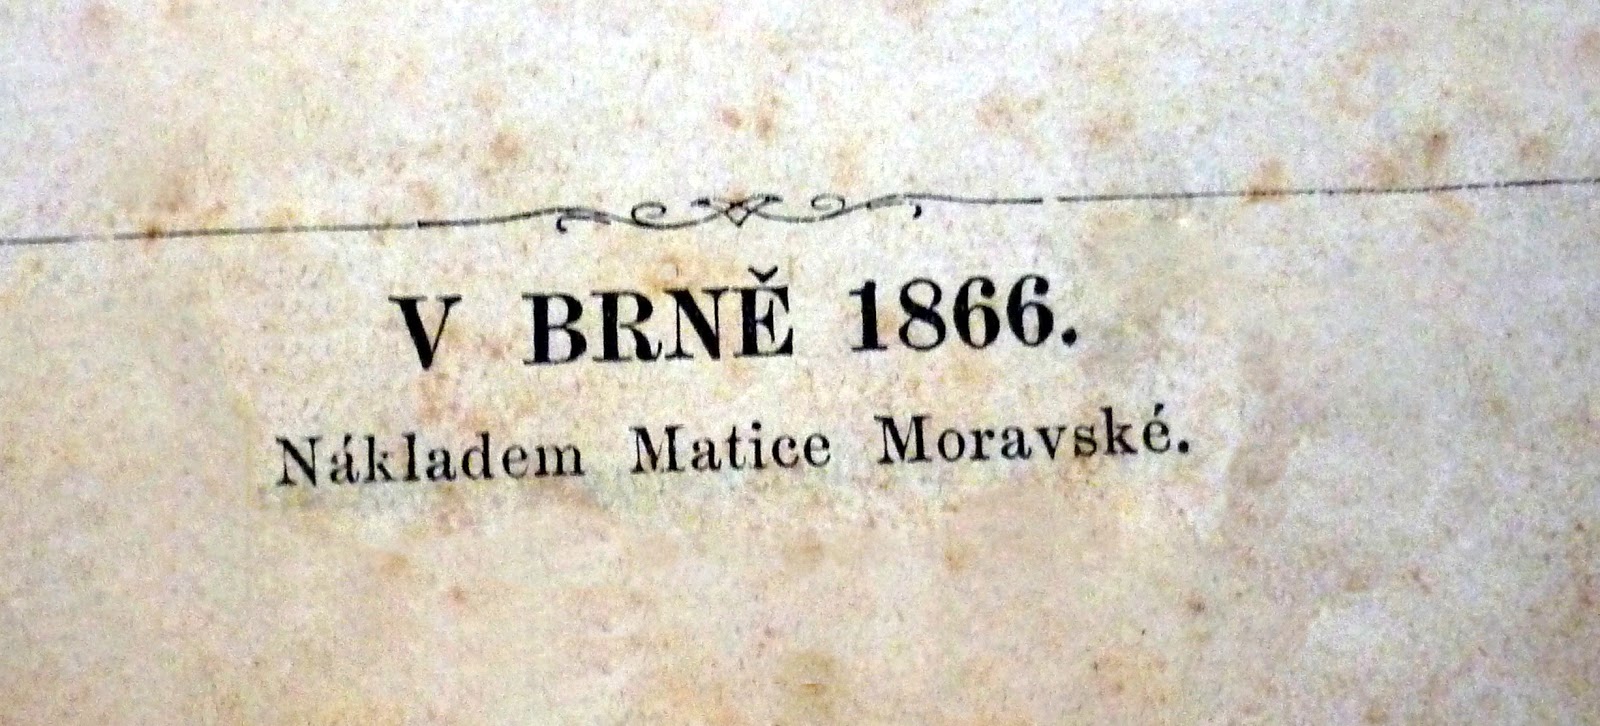 V BRNĚ 1866.
Nákladem Matice Moravské.